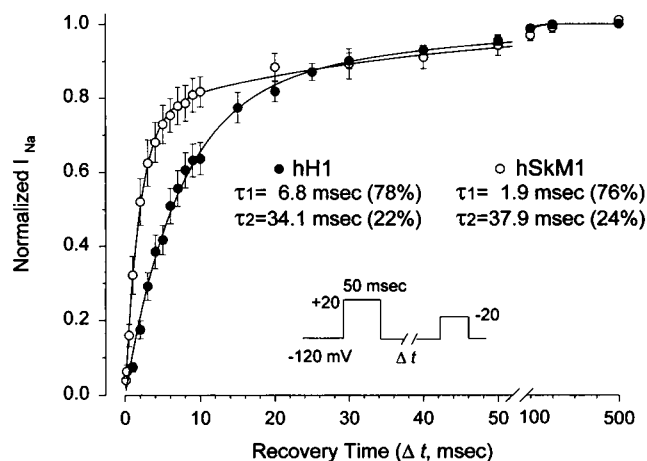 1.0
0.8
0.6
0.4
0.2
0.0
Normalized I Na
● hH1
τ1= 6.8 msec (78%)
τ2=34.1 msec (22%)
○ hSkM1
τ1= 1.9 msec (76%)
τ2=37.9 msec (24%)
50 msec
+20
-20
-120 mV
Δ t
0 10 20 30 40 50 100 500
Recovery Time (Δ t, msec)